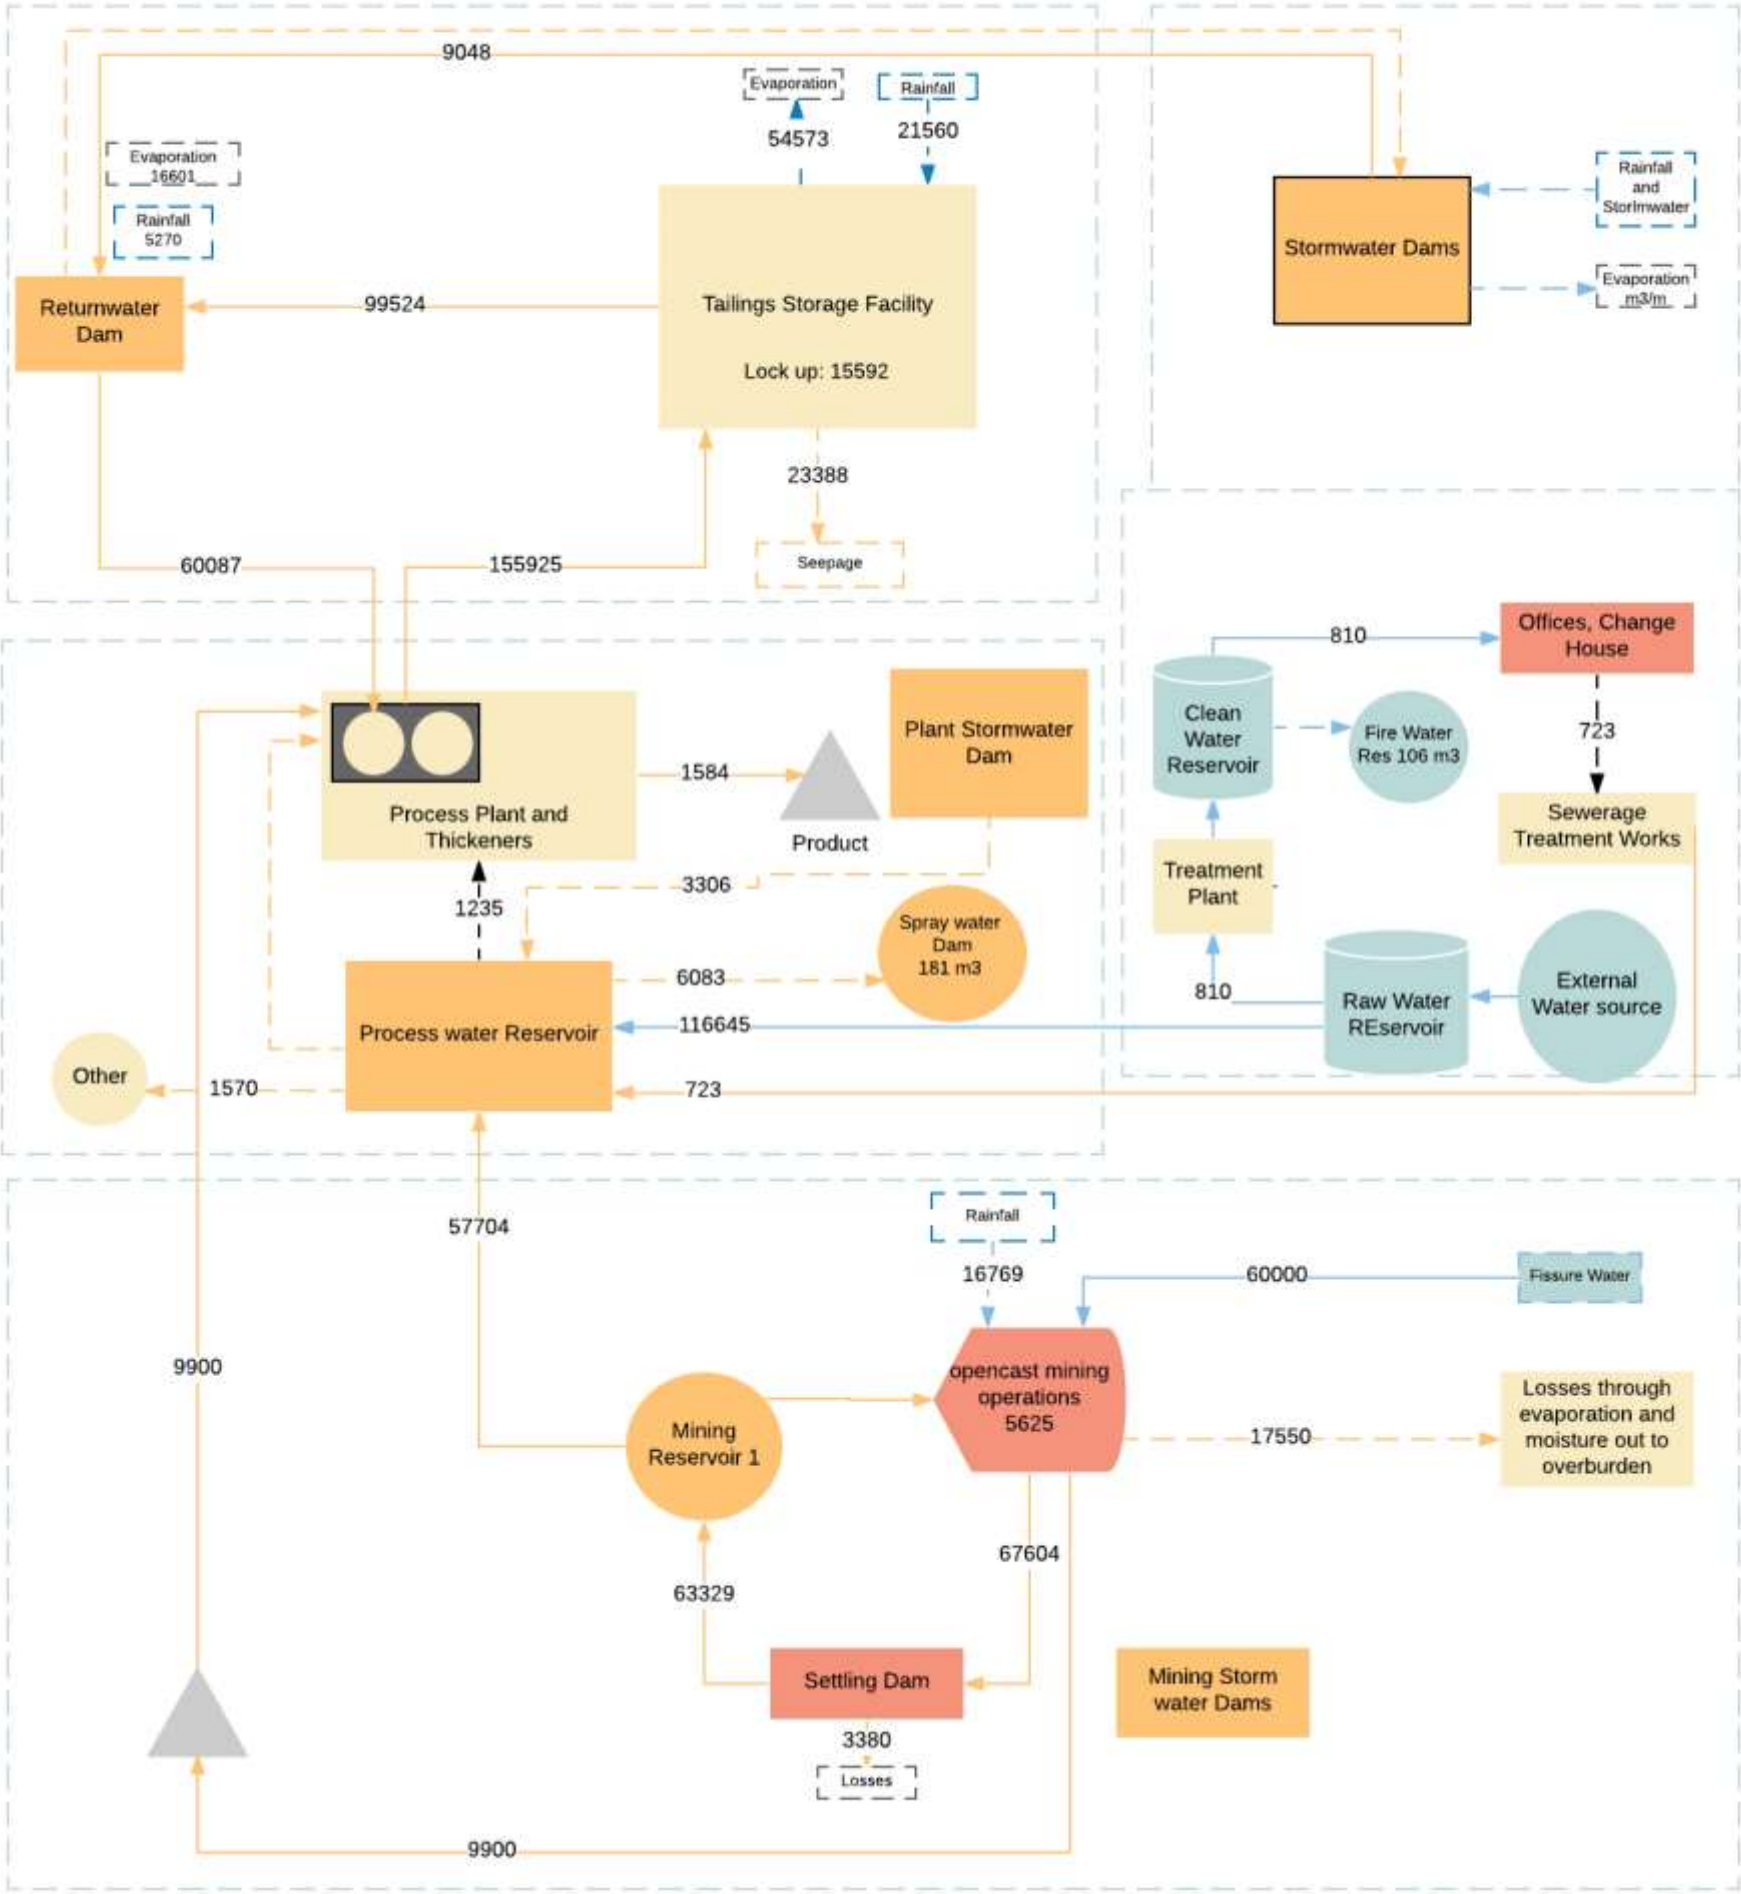 9048
Evaporation
Rainfall
54573
21560
Evaporation
16601
Rainfall
5270
Rainfall
and
StorImwater
Stormwater Dams
Evaporation
m3/m
Returnwater
Dam
99524
Tailings Storage Facility
Lock up: 15592
23388
Seepage
60087
155925
810
Offices, Change
House
Clean
Water
Reservoir
Fire Water
Res 106 m3
723
Sewerage
Treatment Works
Treatment
Plant
810
Raw Water
REservoir
External
Water source
Process Plant and
Thickeners
1584
Product
Plant Stormwater
Dam
3306
1235
Spray water
Dam
181 m3
6083
Process water Reservoir
116645
723
Other
1570
57704
Rainfall
16769
60000
Fissure Water
9900
Mining
Reservoir 1
opencast mining
operations
5625
17550
Losses through
evaporation and
moisture out to
overburden
67604
63329
Settling Dam
3380
Losses
Mining Storm
water Dams
9900